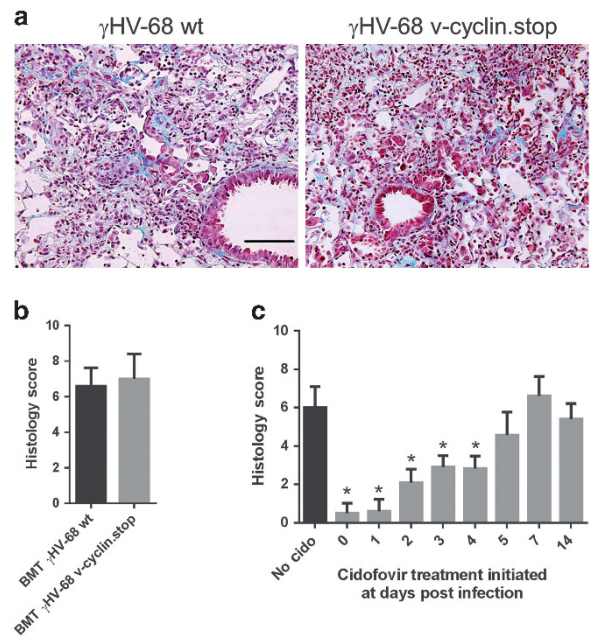 a
γHV-68 wt
γHV-68 v-cyclin.stop
b
Histology score
10
8
6
4
2
0
BMT γHV-68 wt
BMT γHV-68 v-cyclin.stop
c
Histology score
10
8
6
4
2
0
*
*
*
*
*
No cido
0
1
2
3
4
5
7
14
Cidofovir treatment initiated
at days post infection